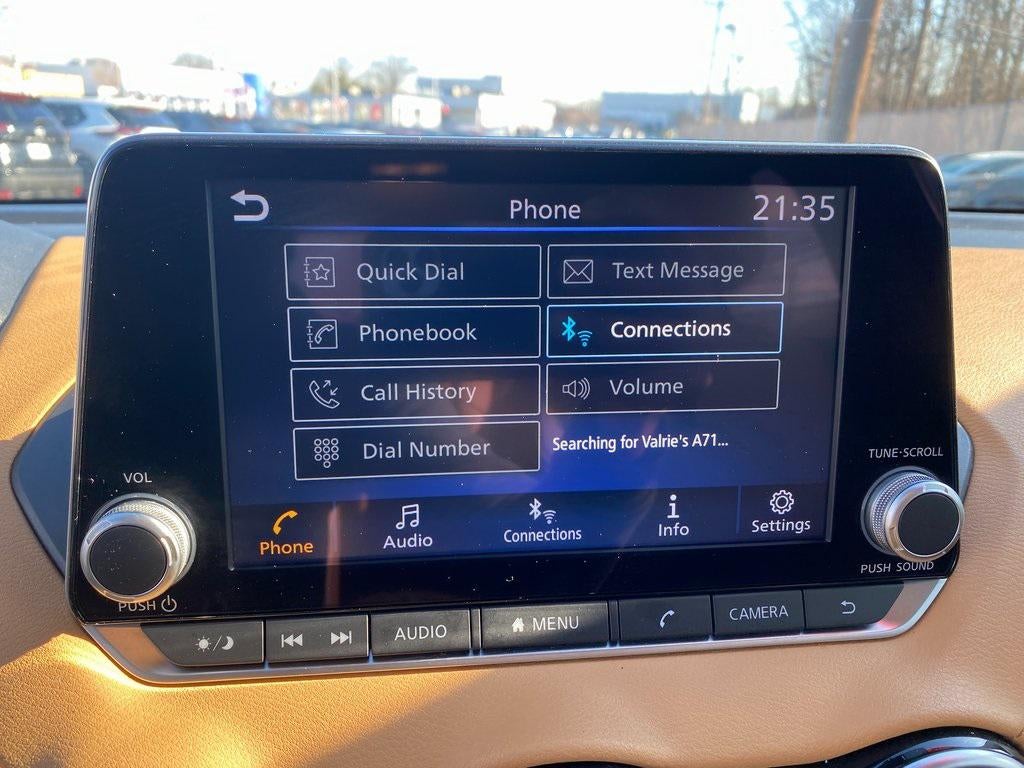 Phone
21:35
Quick Dial
Text Message
Phonebook
Connections
Call History
Volume
Dial Number
Searching for Valrie's A71...
VOL
TUNE·SCROLL
Phone
Audio
Connections
Info
Settings
PUSH
PUSH SOUND
AUDIO
MENU
CAMERA